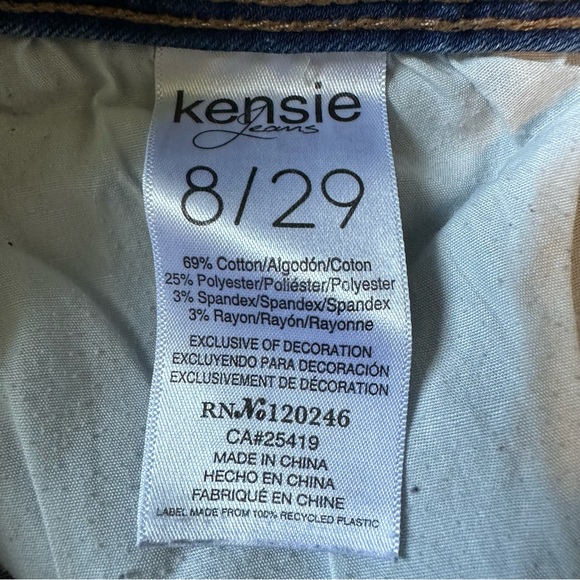 kensie
Jeans
8/29
69% Cotton/Algodón/Coton
25% Polyester/Poliéster/Polyester
3% Spandex/Spandex/Spandex
3% Rayon/Rayón/Rayonne
EXCLUSIVE OF DECORATION
EXCLUYENDO PARA DECORACIÓN
EXCLUSIVEMENT DE DÉCORATION
RN№120246
CA#25419
MADE IN CHINA
HECHO EN CHINA
FABRIQUÉ EN CHINE
LABEL MADE FROM 100% RECYCLED PLASTIC